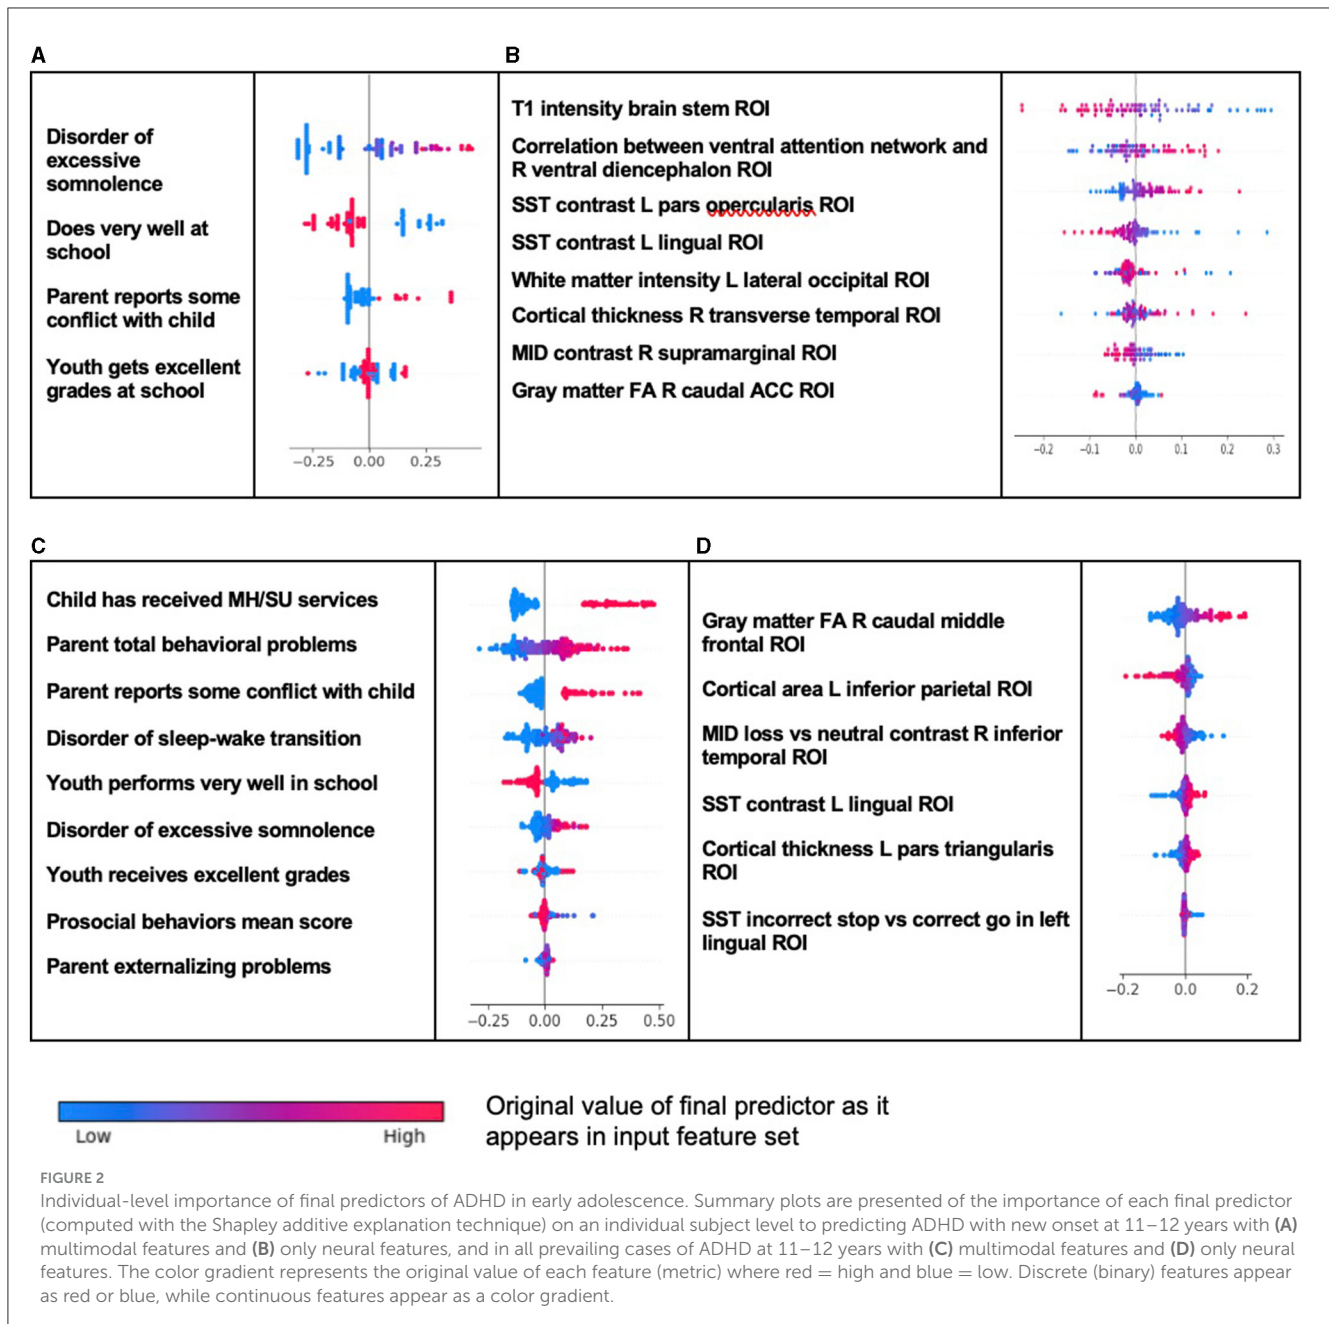 A
Disorder of
excessive
somnolence
Does very well at
school
Parent reports some
conflict with child
Youth gets excellent
grades at school
−0.25 0.00 0.25
B
T1 intensity brain stem ROI
Correlation between ventral attention network and
R ventral diencephalon ROI
SST contrast L pars opercularis ROI
SST contrast L lingual ROI
White matter intensity L lateral occipital ROI
Cortical thickness R transverse temporal ROI
MID contrast R supramarginal ROI
Gray matter FA R caudal ACC ROI
−0.2 −0.1 0.0 0.1 0.2 0.3
C
Child has received MH/SU services
Parent total behavioral problems
Parent reports some conflict with child
Disorder of sleep-wake transition
Youth performs very well in school
Disorder of excessive somnolence
Youth receives excellent grades
Prosocial behaviors mean score
Parent externalizing problems
−0.25 0.00 0.25 0.50
D
Gray matter FA R caudal middle
frontal ROI
Cortical area L inferior parietal ROI
MID loss vs neutral contrast R inferior
temporal ROI
SST contrast L lingual ROI
Cortical thickness L pars triangularis
ROI
SST incorrect stop vs correct go in left
lingual ROI
−0.2 0.0 0.2
Low High
Original value of final predictor as it
appears in input feature set
FIGURE 2
Individual-level importance of final predictors of ADHD in early adolescence. Summary plots are presented of the importance of each final predictor
(computed with the Shapley additive explanation technique) on an individual subject level to predicting ADHD with new onset at 11–12 years with (A)
multimodal features and (B) only neural features, and in all prevailing cases of ADHD at 11–12 years with (C) multimodal features and (D) only neural
features. The color gradient represents the original value of each feature (metric) where red = high and blue = low. Discrete (binary) features appear
as red or blue, while continuous features appear as a color gradient.